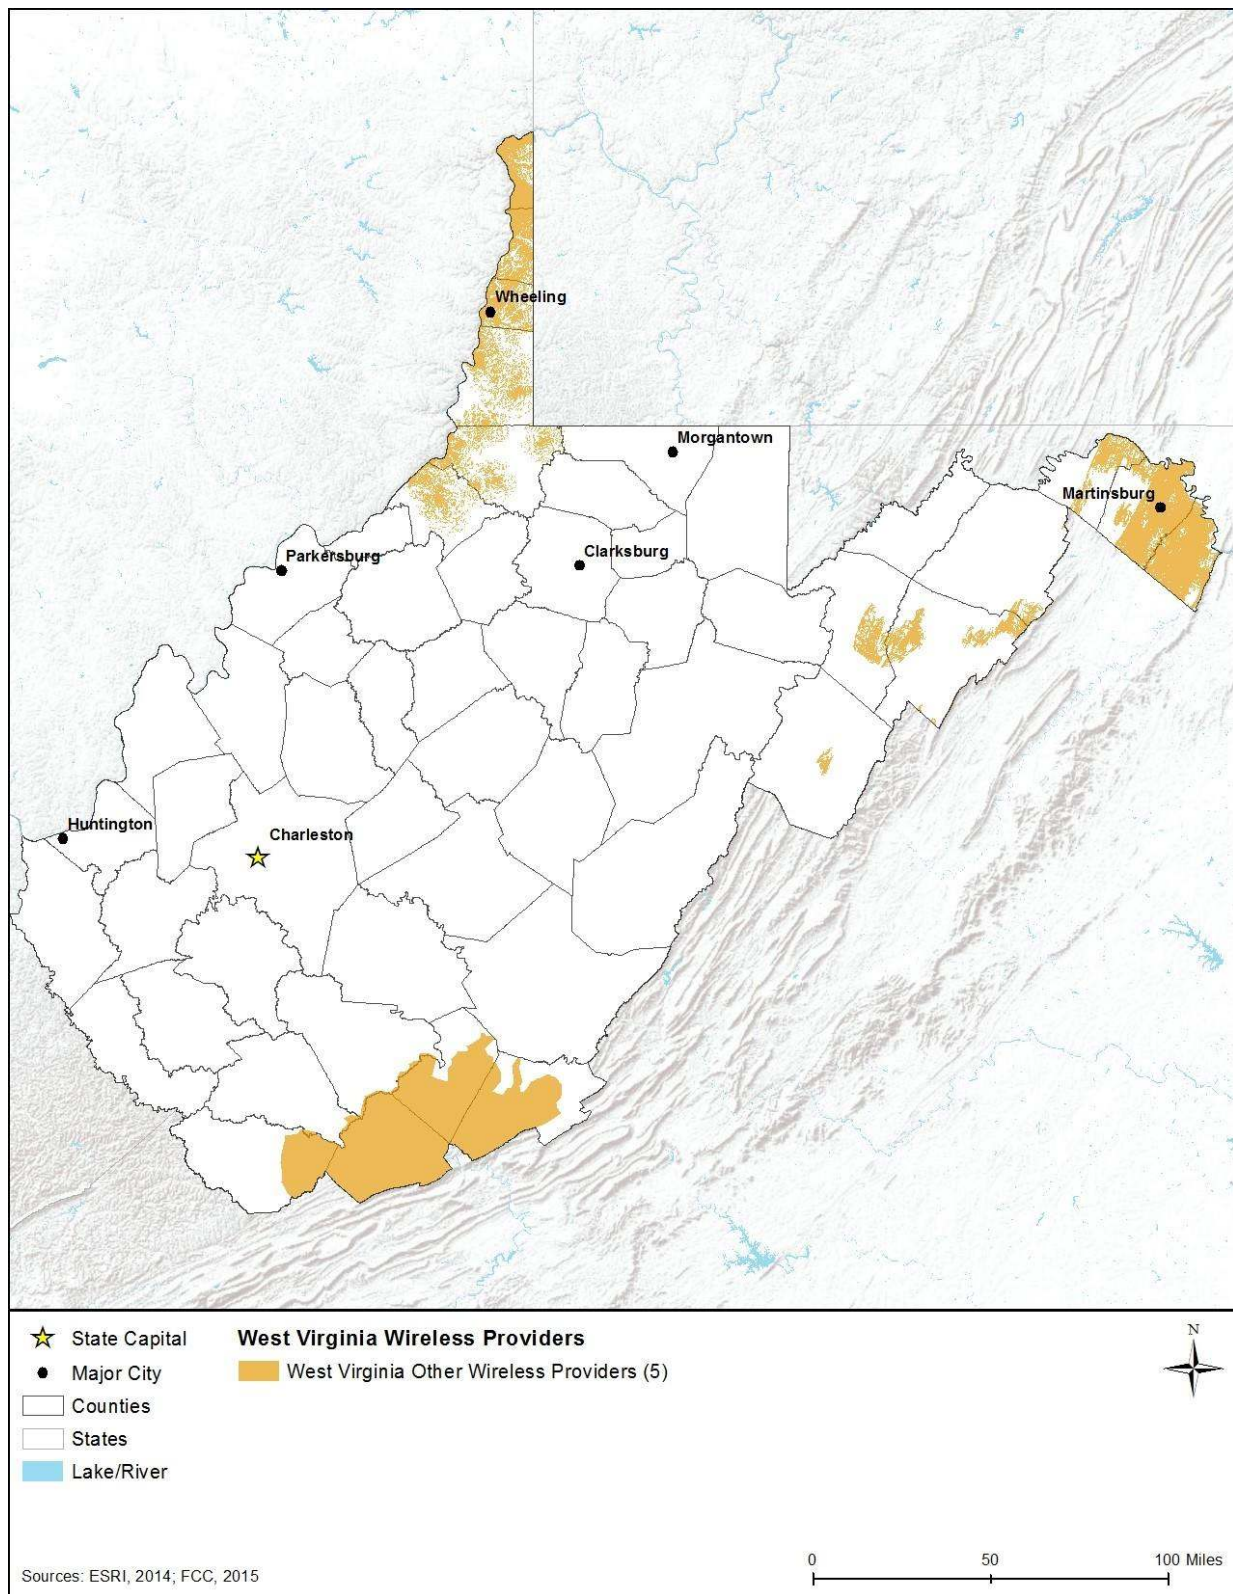 Wheeling
Morgantown
Martinsburg
Parkersburg
Clarksburg
Huntington
Charleston
State Capital
West Virginia Wireless Providers
N
Major City
West Virginia Other Wireless Providers (5)
Counties
States
Lake/River
0 50 100 Miles
Sources: ESRI, 2014; FCC, 2015